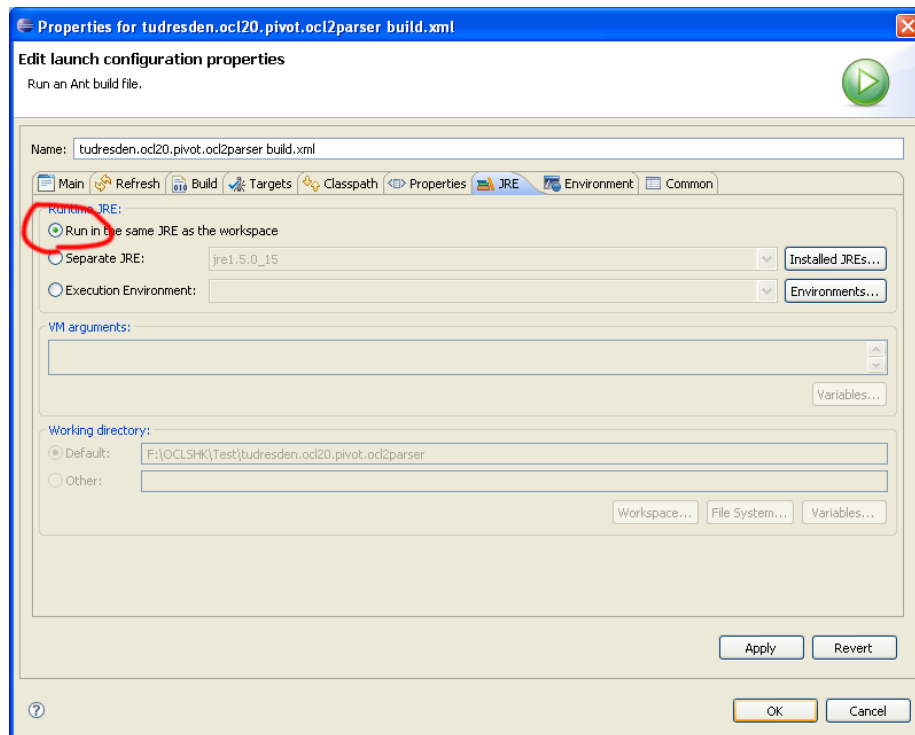 Properties for tudresden.ocl20.pivot.ocl2parser build.xml
Edit launch configuration properties
Run an Ant build file.
Name: tudresden.ocl20.pivot.ocl2parser build.xml
Main Refresh Build Targets Classpath Properties JRE Environment Common
Runtime JRE:
Run in the same JRE as the workspace
Separate JRE: jre1.5.0_15 Installed JREs...
Execution Environment: Environments...
VM arguments:
Variables...
Working directory:
Default: F:\OCLSHK\Test\tudresden.ocl20.pivot.ocl2parser
Other:
Workspace... File System... Variables...
Apply Revert
OK Cancel